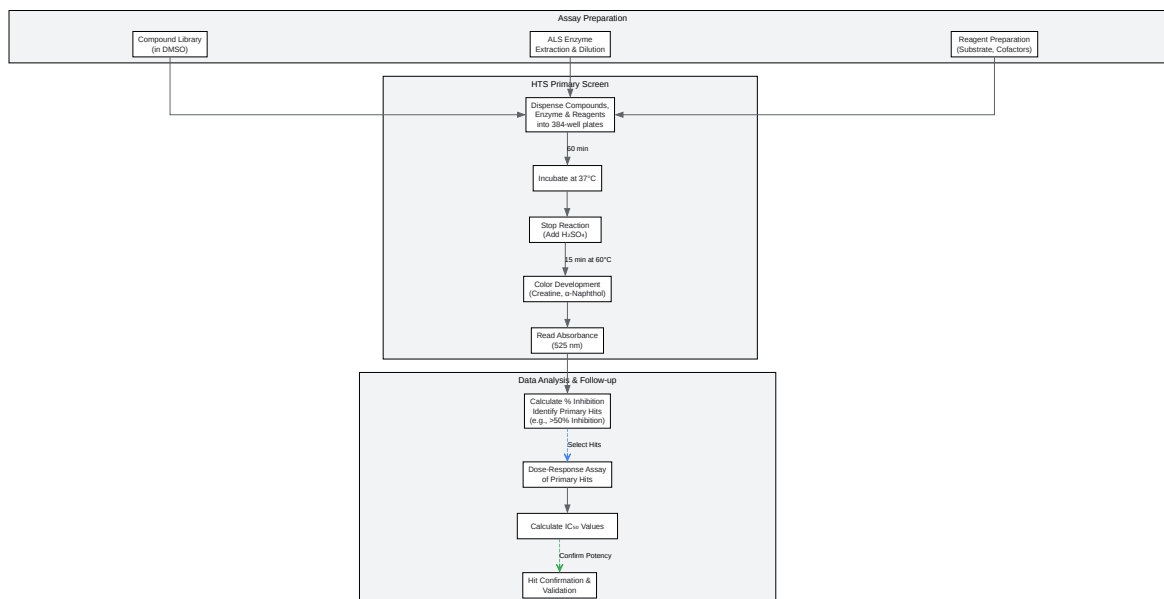 Assay Preparation
Compound Library
(in DMSO)
ALS Enzyme
Extraction & Dilution
Reagent Preparation
(Substrate, Cofactors)
HTS Primary Screen
Dispense Compounds,
Enzyme & Reagents
into 384-well plates
60 min
Incubate at 37°C
Stop Reaction
(Add H₂SO₄)
15 min at 60°C
Color Development
(Creatine, α-Naphthol)
Read Absorbance
(525 nm)
Data Analysis & Follow-up
Calculate % Inhibition
Identify Primary Hits
(e.g., >50% Inhibition)
Select Hits
Dose-Response Assay
of Primary Hits
Calculate IC₅₀ Values
Confirm Potency
Hit Confirmation &
Validation